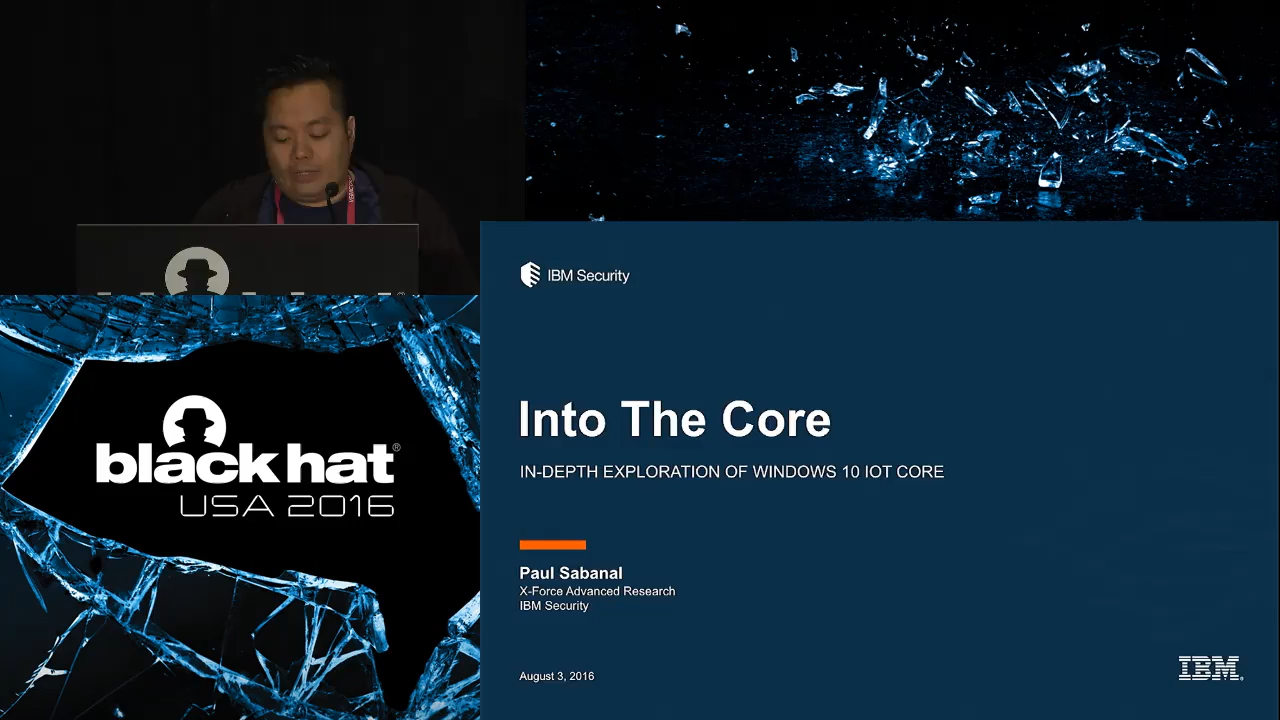 IBM Security
Into The Core
IN-DEPTH EXPLORATION OF WINDOWS 10 IOT CORE
Paul Sabanal
X-Force Advanced Research
IBM Security
August 3, 2016
IBM®
black hat®
USA 2016